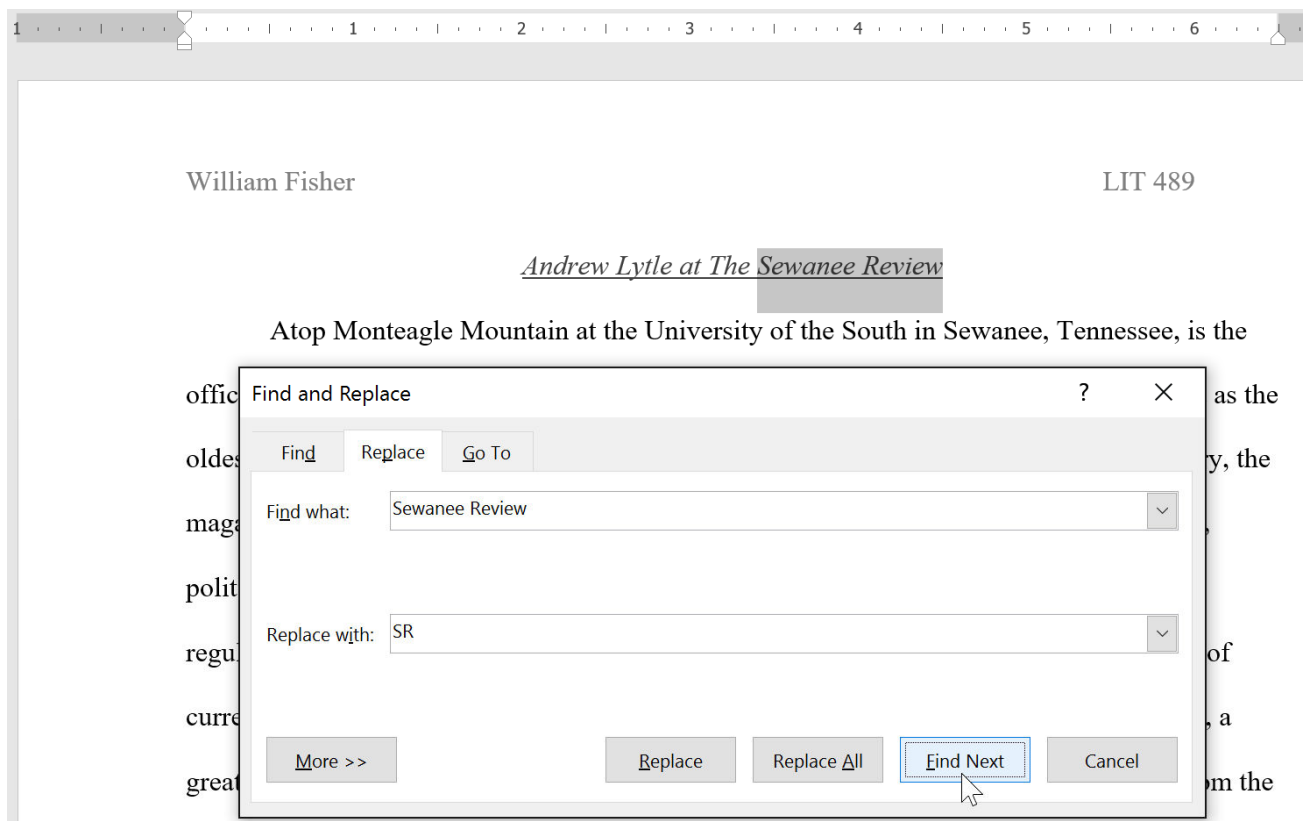 1 1 2 3 4 5 6
William Fisher LIT 489
Andrew Lytle at The Sewanee Review
Atop Monteagle Mountain at the University of the South in Sewanee, Tennessee, is the
offic as the
Find and Replace ?
oldes y, the
Find Replace Go To
maga ,
Find what: Sewanee Review
polit
Replace with: SR
regul of
curre , a
More >> Replace Replace All Find Next Cancel
great om the